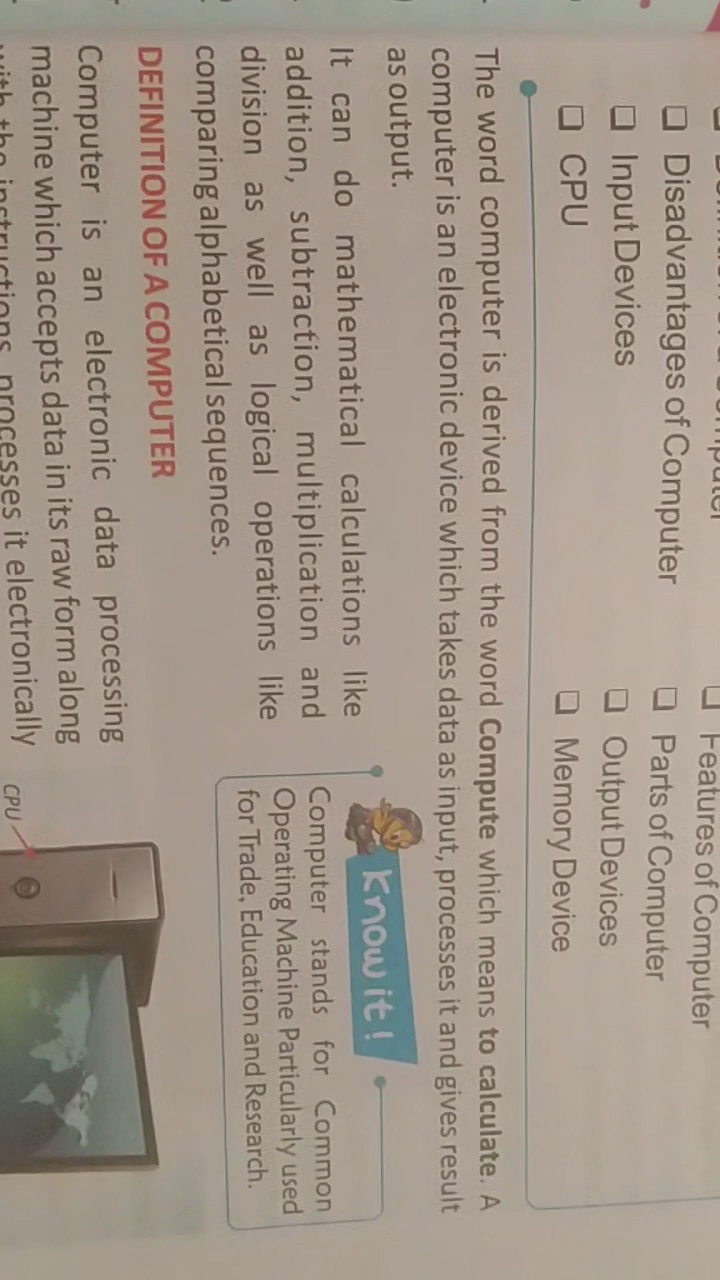 Features of Computer
❑ Disadvantages of Computer
❑ Parts of Computer
❑ Input Devices
❑ Output Devices
❑ CPU
❑ Memory Device
The word computer is derived from the word Compute which means to calculate. A
computer is an electronic device which takes data as input, processes it and gives result
as output.
It can do mathematical calculations like
addition, subtraction, multiplication and
division as well as logical operations like
comparing alphabetical sequences.
Know it!
Computer stands for Common
Operating Machine Particularly used
for Trade, Education and Research.
DEFINITION OF A COMPUTER
Computer is an electronic data processing
machine which accepts data in its raw form along
with the instructions processes it electronically
CPU